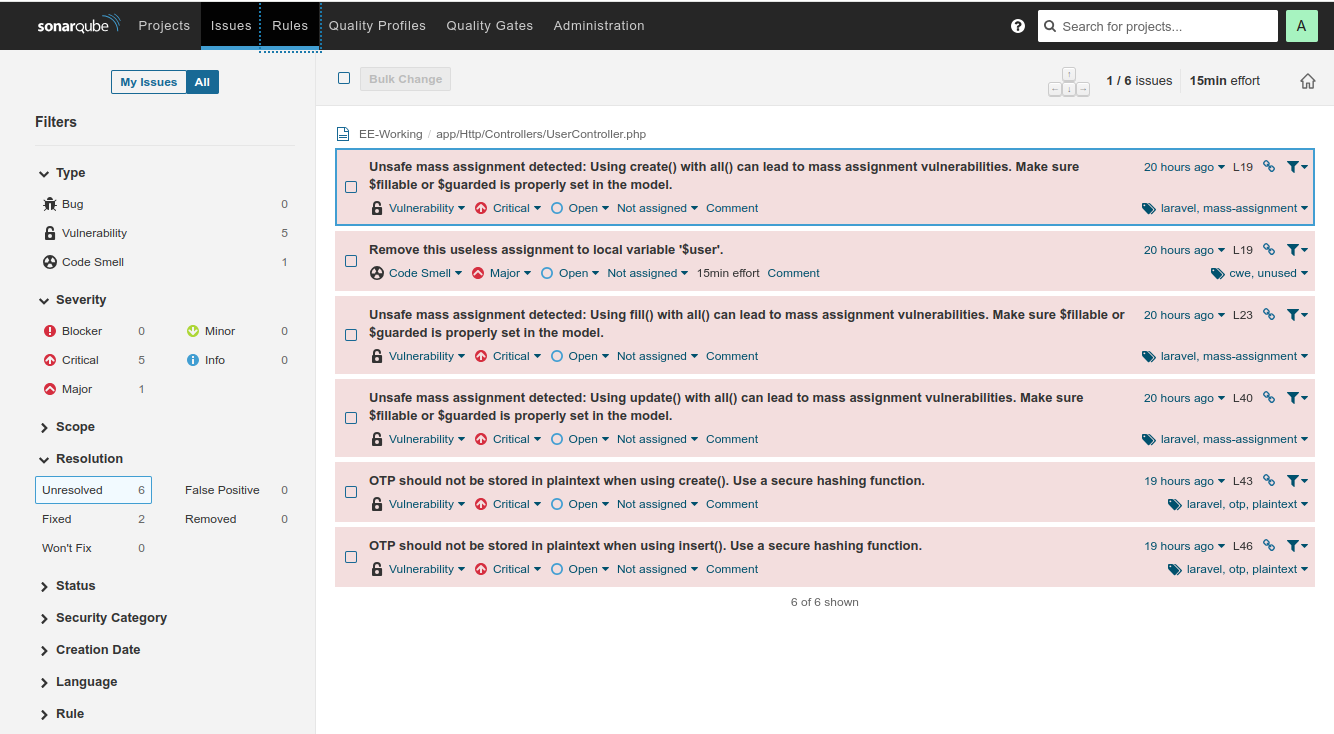 sonarqube Projects Issues Rules Quality Profiles Quality Gates Administration ? Search for projects... A
My Issues All
Bulk Change
1 / 6 issues 15min effort
Filters
Type
Bug 0
Vulnerability 5
Code Smell 1
Severity
Blocker 0 Minor 0
Critical 5 Info 0
Major 1
Scope
Resolution
Unresolved 6 False Positive 0
Fixed 2 Removed 0
Won't Fix 0
Status
Security Category
Creation Date
Language
Rule
EE-Working / app/Http/Controllers/UserController.php
Unsafe mass assignment detected: Using create() with all() can lead to mass assignment vulnerabilities. Make sure 20 hours ago L19
$fillable or $guarded is properly set in the model.
Vulnerability Critical Open Not assigned Comment laravel, mass-assignment
Remove this useless assignment to local variable '$user'. 20 hours ago L19
Code Smell Major Open Not assigned 15min effort Comment cwe, unused
Unsafe mass assignment detected: Using fill() with all() can lead to mass assignment vulnerabilities. Make sure $fillable or 20 hours ago L23
$guarded is properly set in the model.
Vulnerability Critical Open Not assigned Comment laravel, mass-assignment
Unsafe mass assignment detected: Using update() with all() can lead to mass assignment vulnerabilities. Make sure 20 hours ago L40
$fillable or $guarded is properly set in the model.
Vulnerability Critical Open Not assigned Comment laravel, mass-assignment
OTP should not be stored in plaintext when using create(). Use a secure hashing function. 19 hours ago L43
Vulnerability Critical Open Not assigned Comment laravel, otp, plaintext
OTP should not be stored in plaintext when using insert(). Use a secure hashing function. 19 hours ago L46
Vulnerability Critical Open Not assigned Comment laravel, otp, plaintext
6 of 6 shown